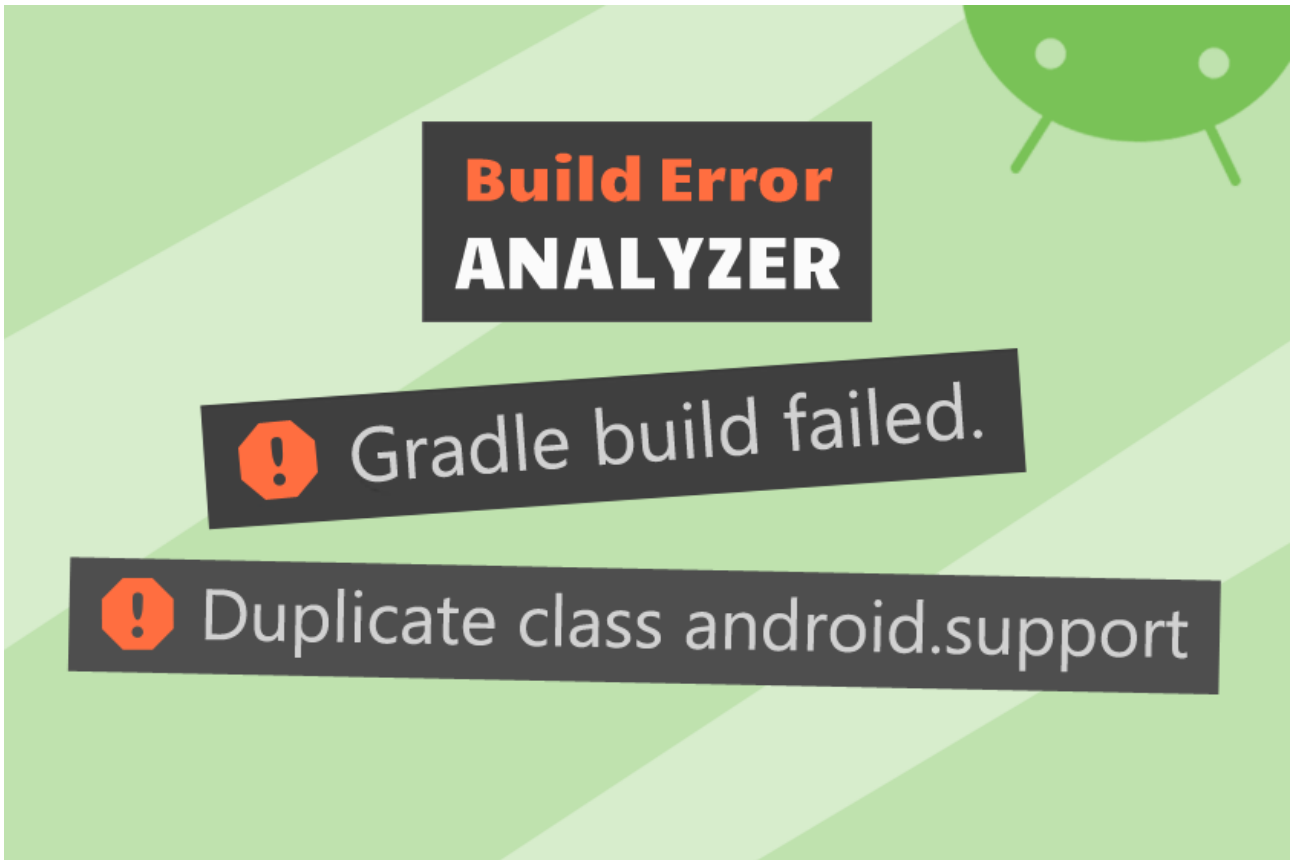 Build Error
ANALYZER
Gradle build failed.
Duplicate class android.support